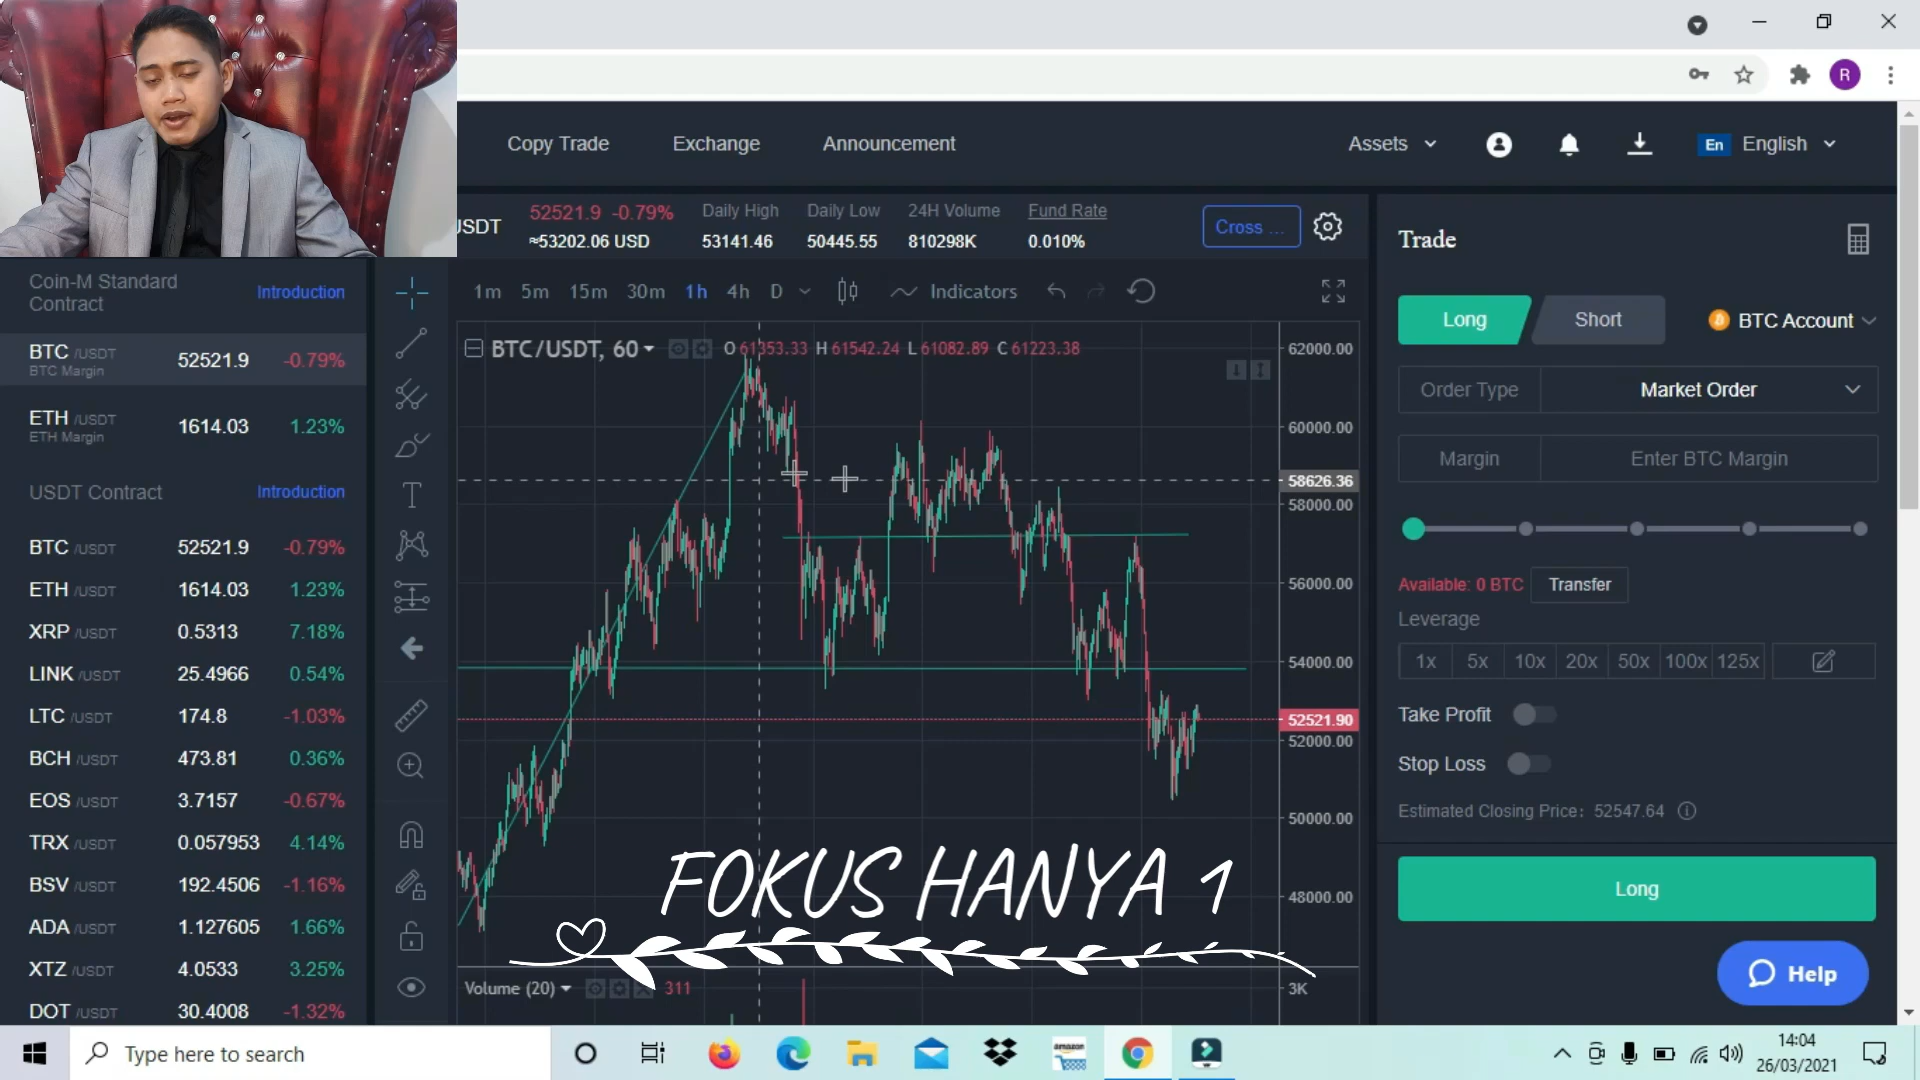 R
Copy Trade Exchange Announcement Assets En English
USDT 52521.9 -0.79% Daily High Daily Low 24H Volume Fund Rate Cross ...
≈53202.06 USD 53141.46 50445.55 810298K 0.010%
Coin-M Standard Contract Introduction
1m 5m 15m 30m 1h 4h D Indicators
BTC /USDT 52521.9 -0.79%
BTC Margin
ETH /USDT 1614.03 1.23%
ETH Margin
USDT Contract Introduction
BTC /USDT 52521.9 -0.79%
ETH /USDT 1614.03 1.23%
XRP /USDT 0.5313 7.18%
LINK /USDT 25.4966 0.54%
LTC /USDT 174.8 -1.03%
BCH /USDT 473.81 0.36%
EOS /USDT 3.7157 -0.67%
TRX /USDT 0.057953 4.14%
BSV /USDT 192.4506 -1.16%
ADA /USDT 1.127605 1.66%
XTZ /USDT 4.0533 3.25%
DOT /USDT 30.4008 -1.32%
BTC/USDT, 60 O 61353.33 H 61542.24 L 61082.89 C 61223.38
62000.00
60000.00
58626.36
58000.00
56000.00
54000.00
52521.90
52000.00
50000.00
48000.00
FOKUS HANYA 1
Volume (20) 311 3K
Trade
Long Short BTC Account
Order Type Market Order
Margin Enter BTC Margin
Available: 0 BTC Transfer
Leverage
1x 5x 10x 20x 50x 100x 125x
Take Profit
Stop Loss
Estimated Closing Price: 52547.64
Long
Help
Type here to search
amazon
14:04
26/03/2021